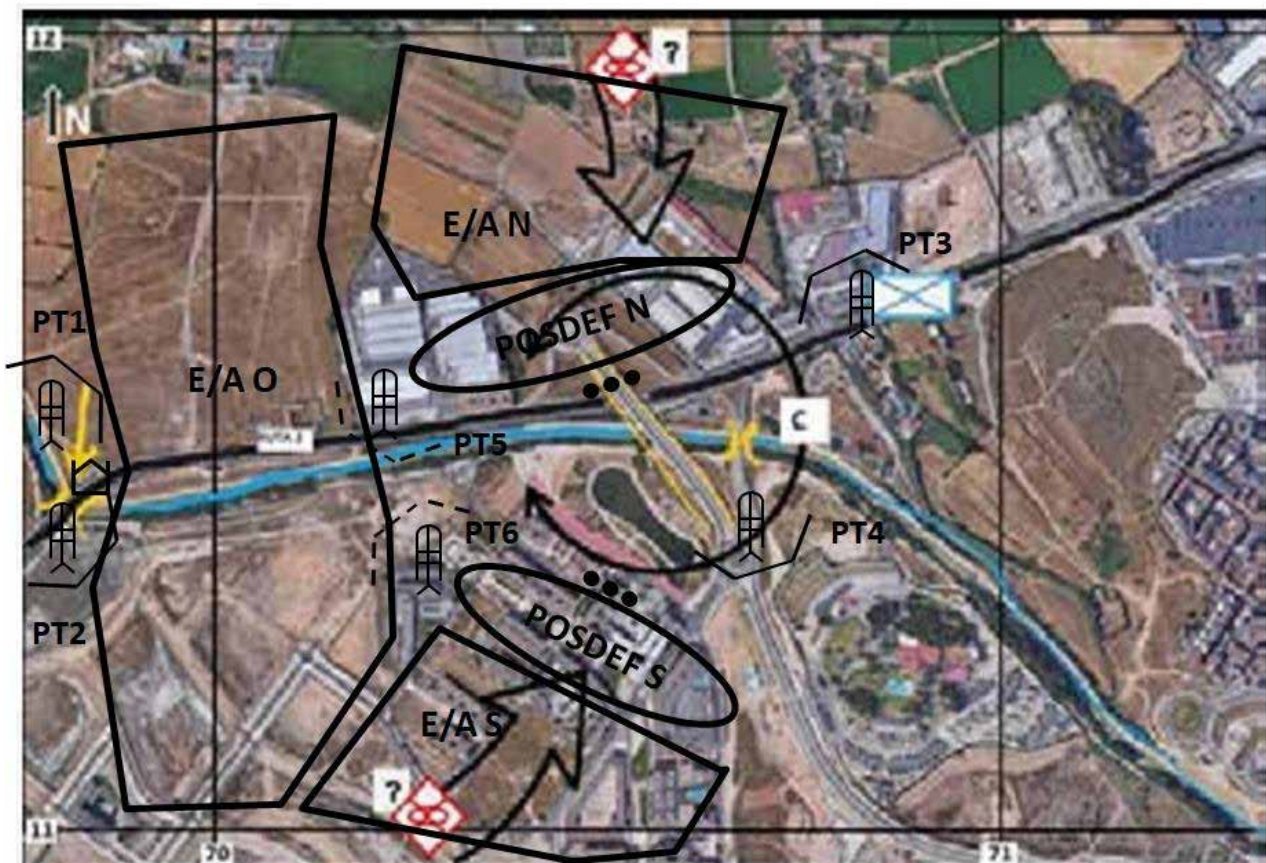 12
?
N
E/A N
PT3
PT1
POSDEF N
E/A O
C
PT5
PT6
PT4
PT2
POSDEF S
E/A S
?
11
70
71